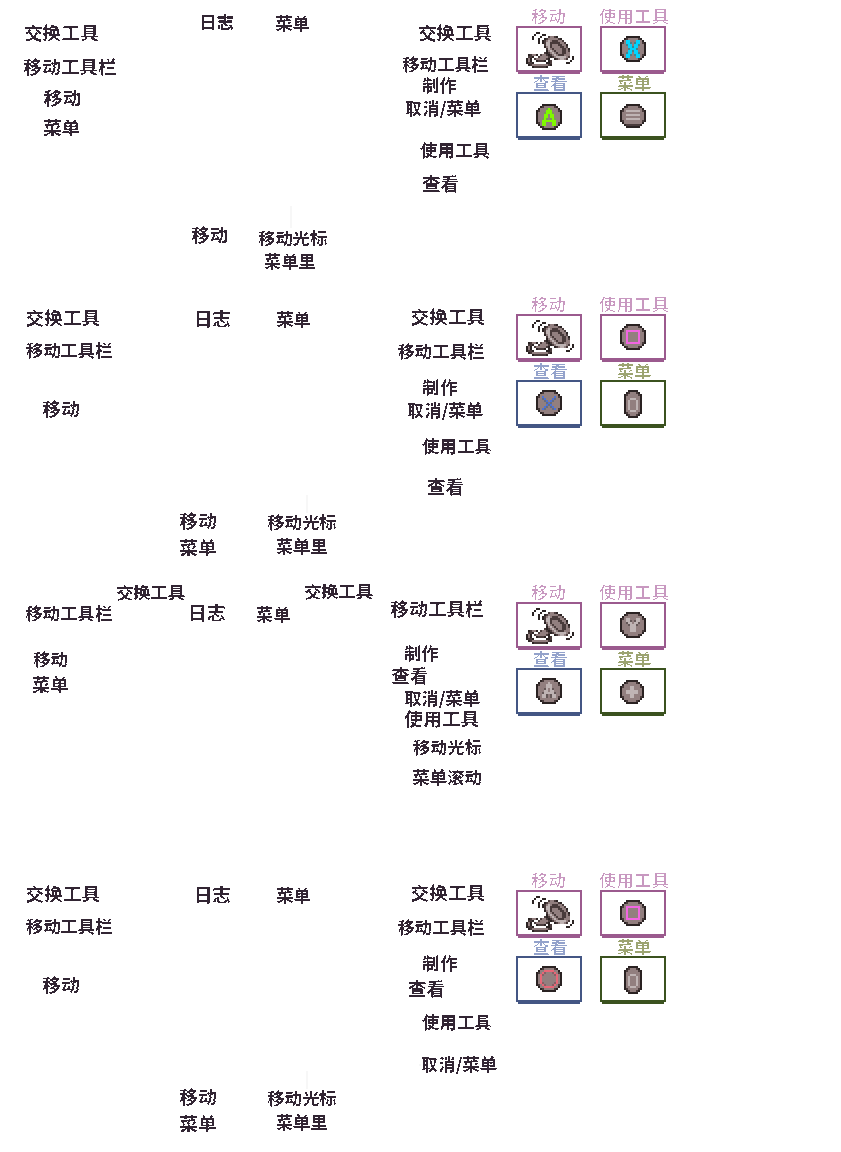 日志 菜单
交换工具 交换工具
移动工具栏 移动工具栏
移动 制作
菜单 取消/菜单
使用工具
查看
移动 移动光标
菜单里
移动 使用工具
X
查看 菜单
A
交换工具 日志 菜单 交换工具
移动工具栏 移动工具栏
移动 制作
取消/菜单
使用工具
查看
移动 移动光标
菜单 菜单里
移动 使用工具
查看 菜单
交换工具 交换工具
移动工具栏 日志 菜单 移动工具栏
移动 制作
菜单 查看
取消/菜单
使用工具
移动光标
菜单滚动
移动 使用工具
Y
查看 菜单
A
交换工具 日志 菜单 交换工具
移动工具栏 移动工具栏
移动 制作
查看
使用工具
取消/菜单
移动 移动光标
菜单 菜单里
移动 使用工具
查看 菜单